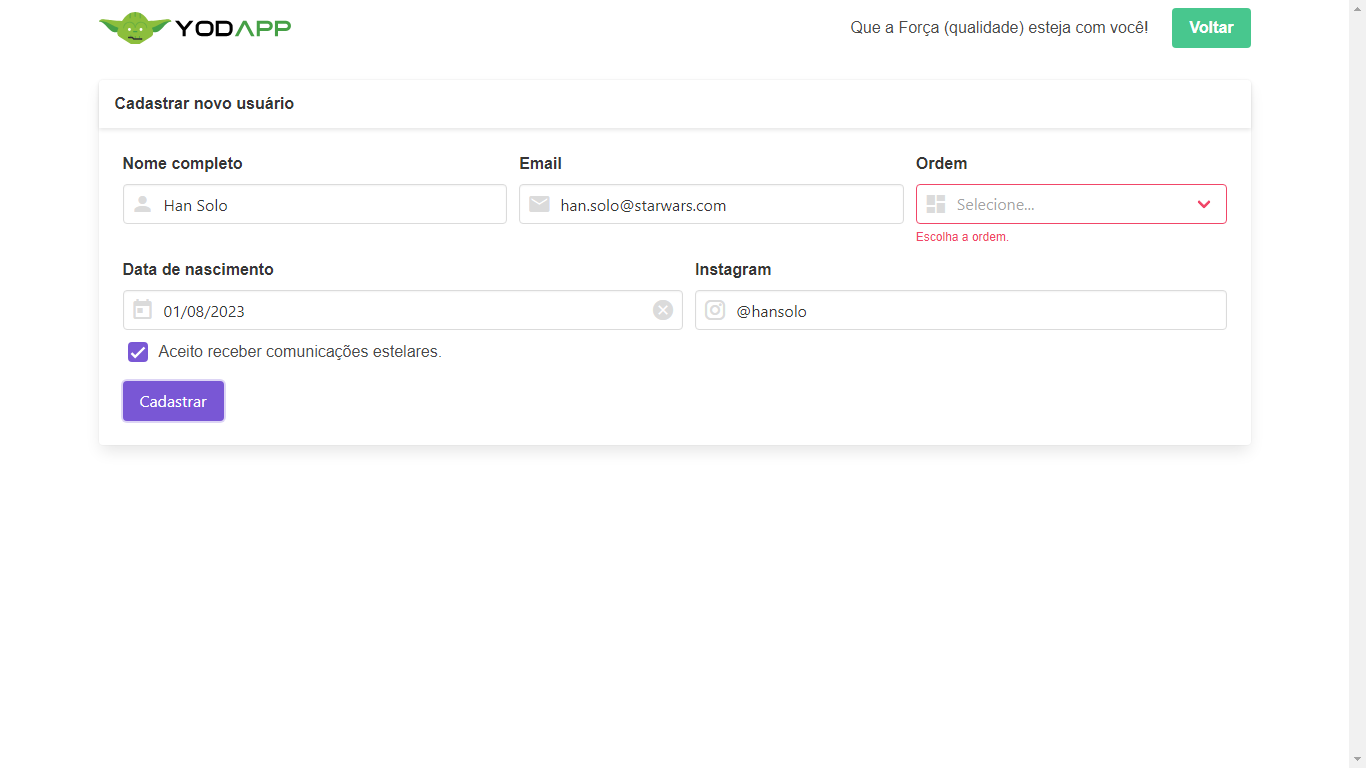 YODAPP
Que a Força (qualidade) esteja com você!
Voltar
Cadastrar novo usuário
Nome completo
Email
Ordem
Han Solo
han.solo@starwars.com
Selecione...
Escolha a ordem.
Data de nascimento
Instagram
01/08/2023
@hansolo
Aceito receber comunicações estelares.
Cadastrar